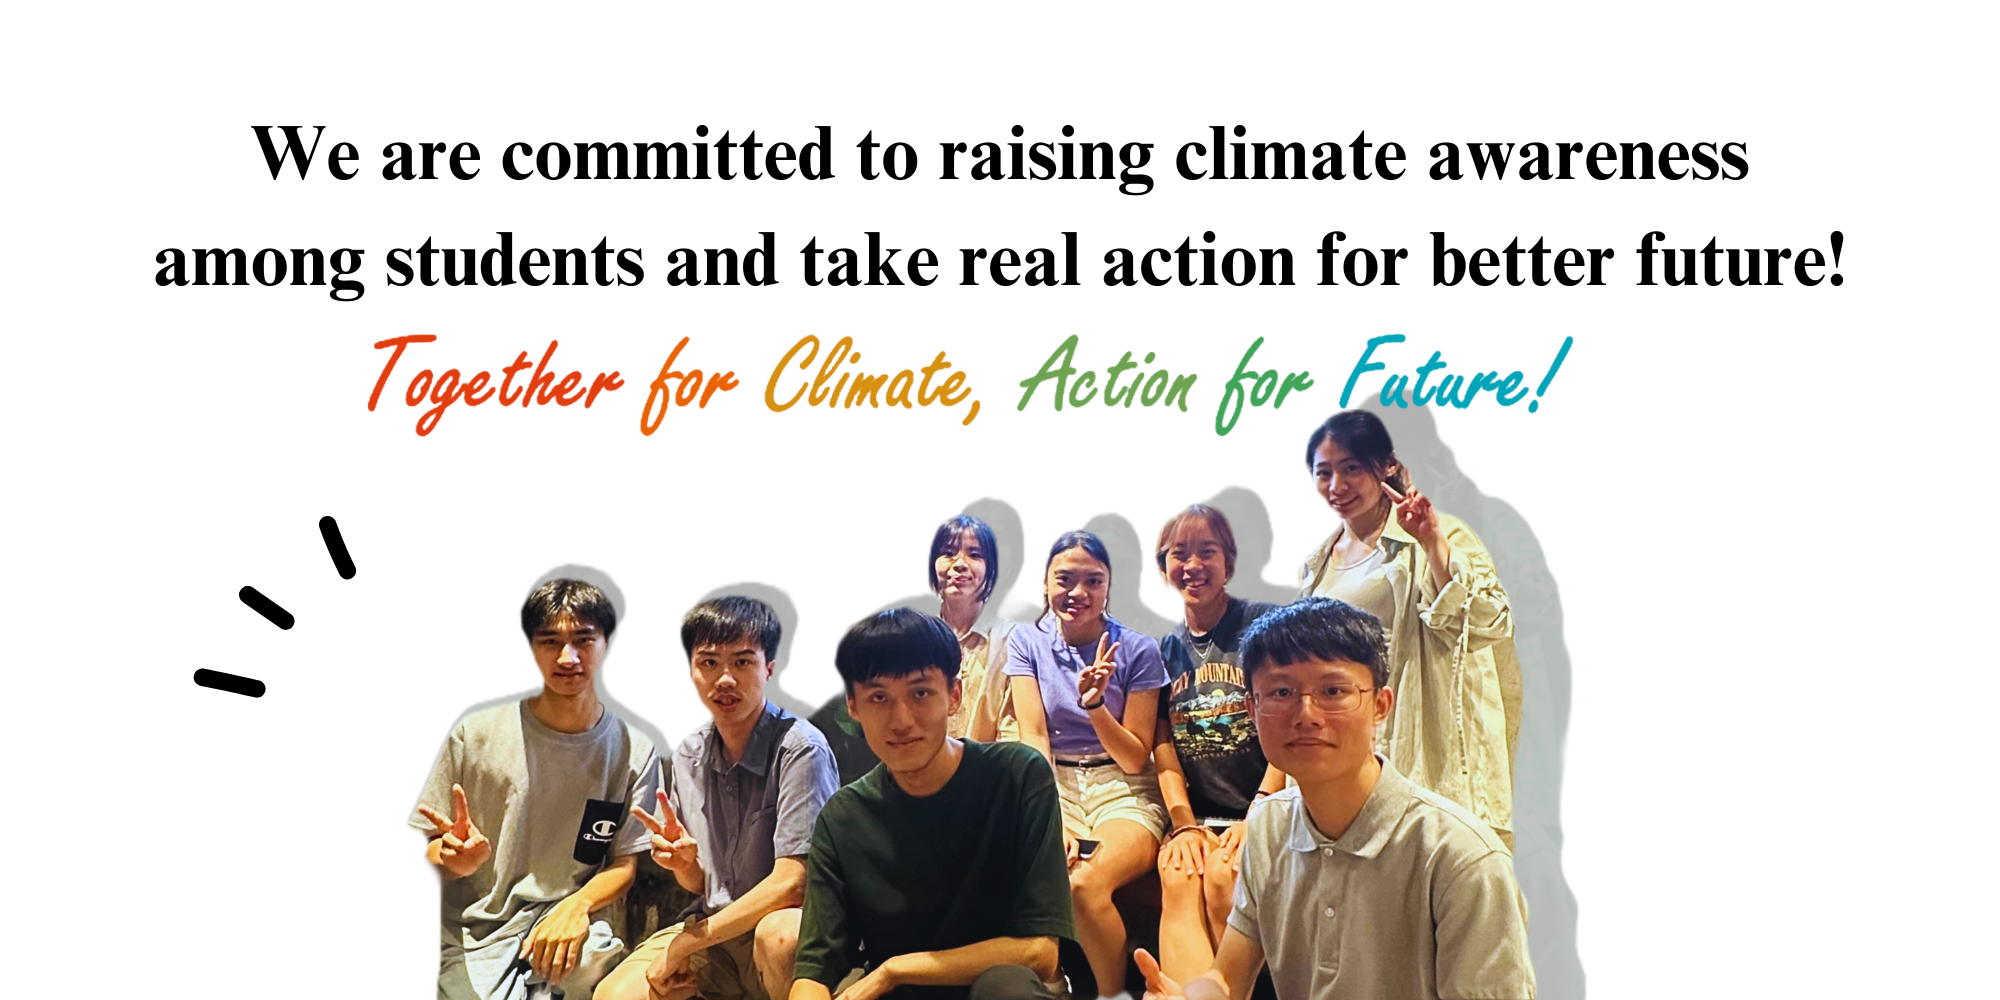 We are committed to raising climate awareness
among students and take real action for better future!
Together for Climate, Action for Future!